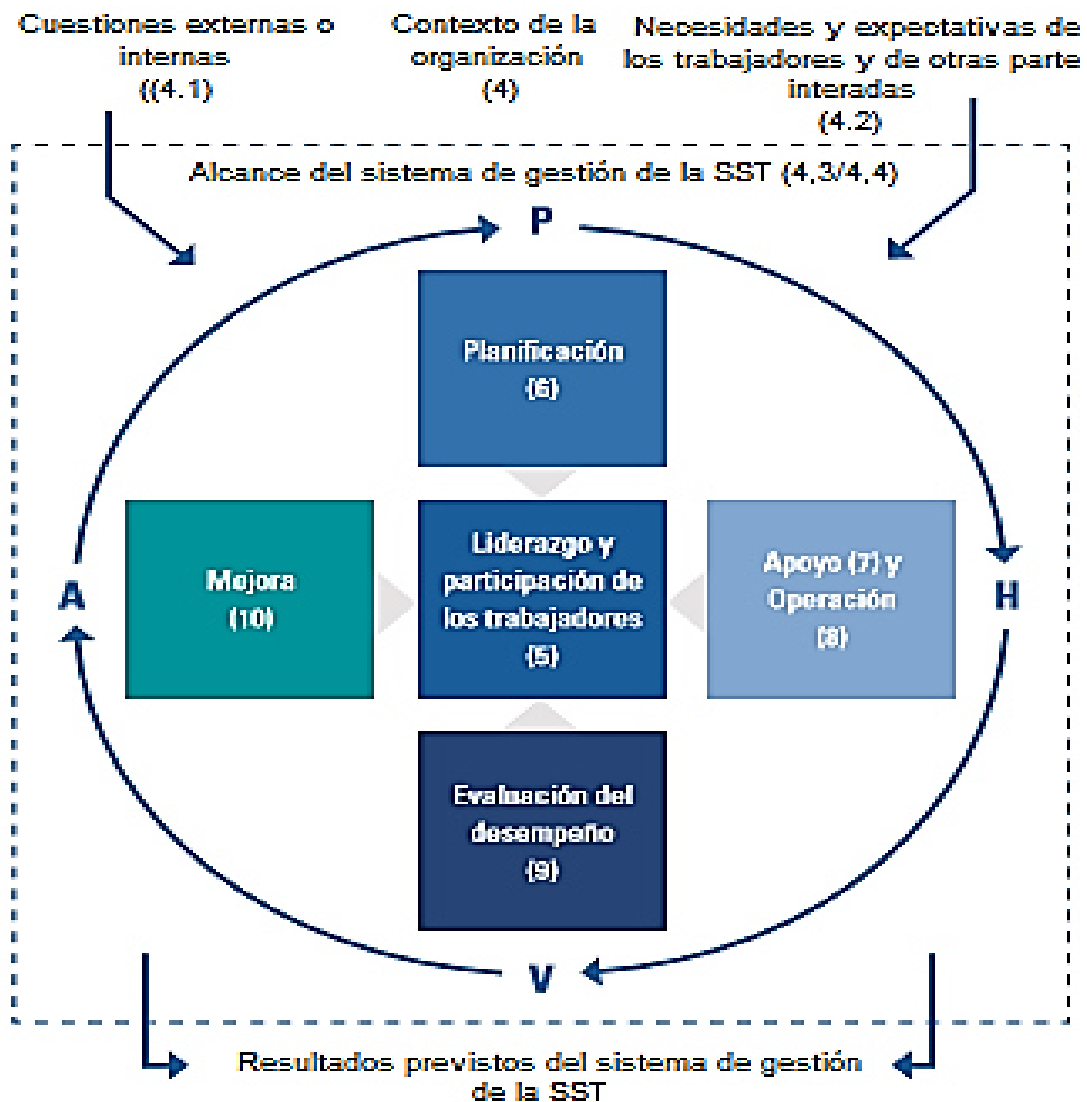 Cuestiones externas o
internas
((4.1)
Contexto de la
organización
(4)
Necesidades y expectativas de
los trabajadores y de otras parte
interadas
(4.2)
Alcance del sistema de gestión de la SST (4,3/4,4)
P
Planificación
(6)
A
Mejora
(10)
Liderazgo y
participación de
los trabajadores
(5)
Apoyo (7) y
Operación
(8)
H
Evaluación del
desempeño
(9)
V
Resultados previstos del sistema de gestión
de la SST